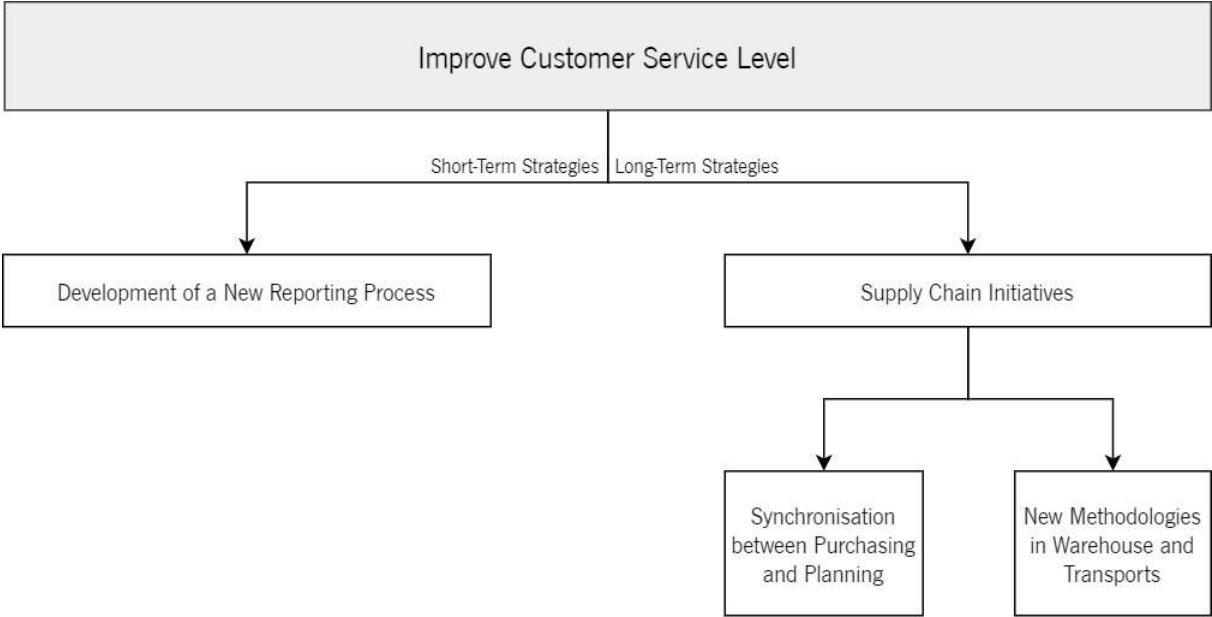 Improve Customer Service Level
Short-Term Strategies
Long-Term Strategies
Development of a New Reporting Process
Supply Chain Initiatives
Synchronisation
between Purchasing
and Planning
New Methodologies
in Warehouse and
Transports